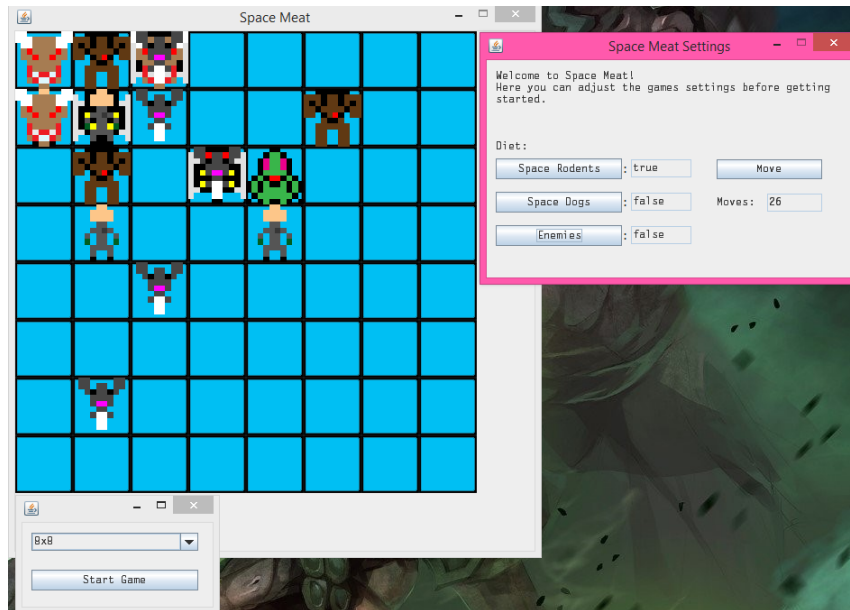 Space Meat
Space Meat Settings
Welcome to Space Meat!
Here you can adjust the games settings before getting
started.
Diet:
Space Rodents : true Move
Space Dogs : false Moves: 26
Enemies : false
8x8
Start Game